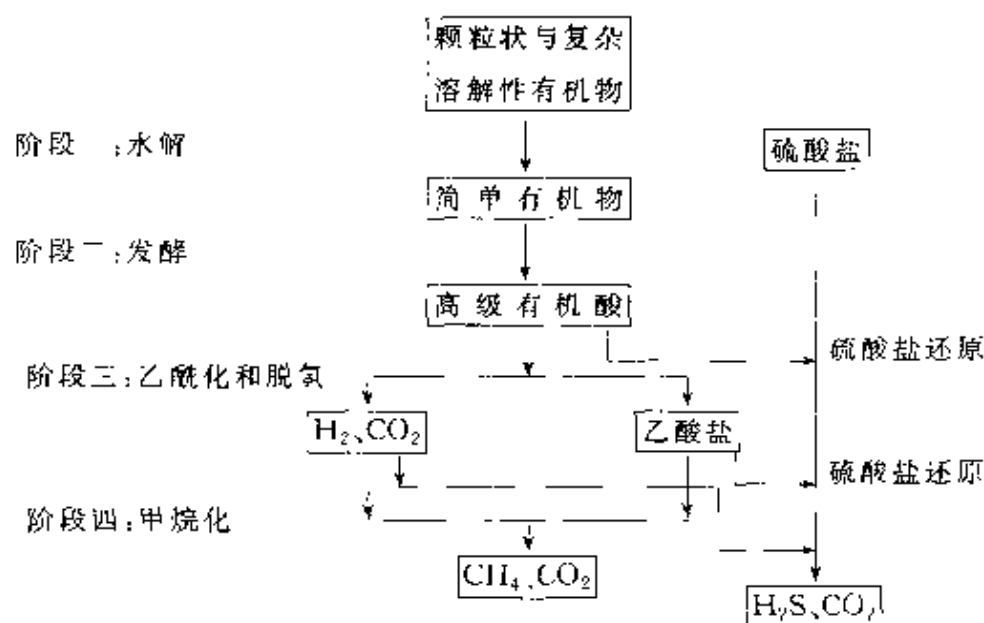 颗粒状与复杂
溶解性有机物
阶段一:水解
硫酸盐
简单有机物
阶段二:发酵
高级有机酸
硫酸盐还原
阶段三:乙酰化和脱氢
H₂、CO₂
乙酸盐
硫酸盐还原
阶段四:甲烷化
CH₄、CO₂
H₂S、CO₂